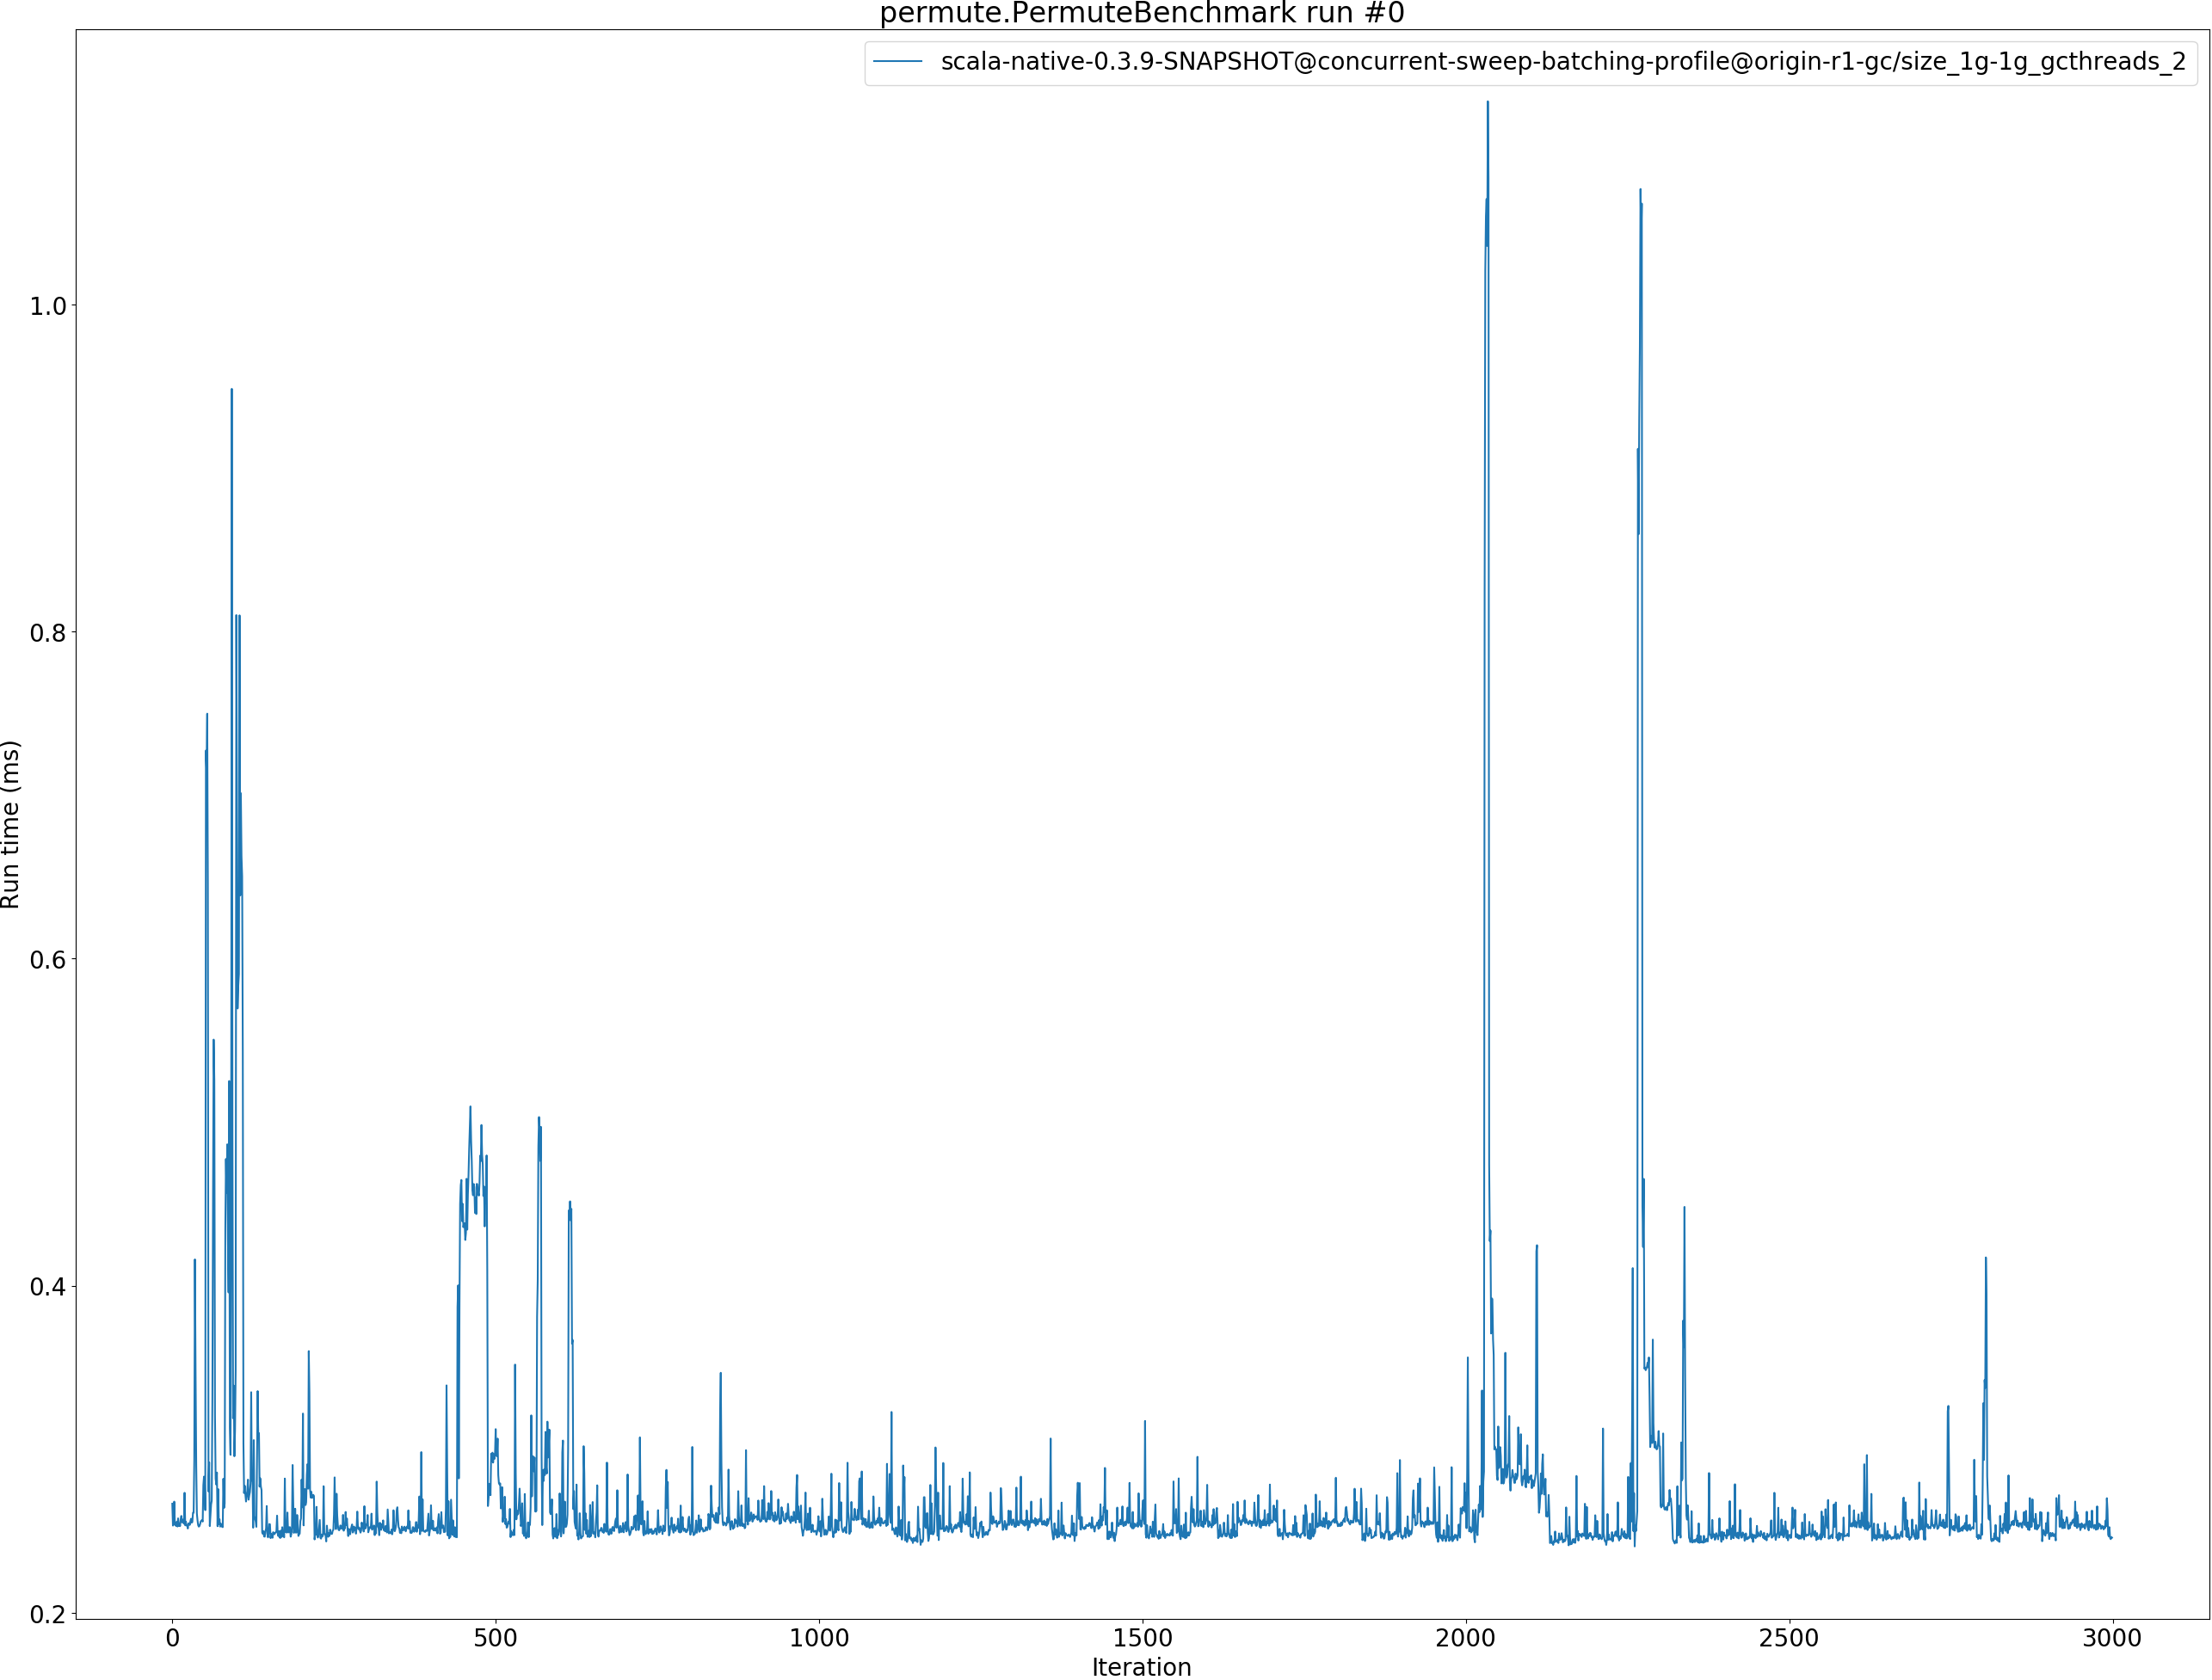 permute.PermuteBenchmark run #0
scala-native-0.3.9-SNAPSHOT@concurrent-sweep-batching-profile@origin-r1-gc/size_1g-1g_gcthreads_2
Run time (ms)
1.0
0.8
0.6
0.4
0.2
0 500 1000 1500 2000 2500 3000
Iteration